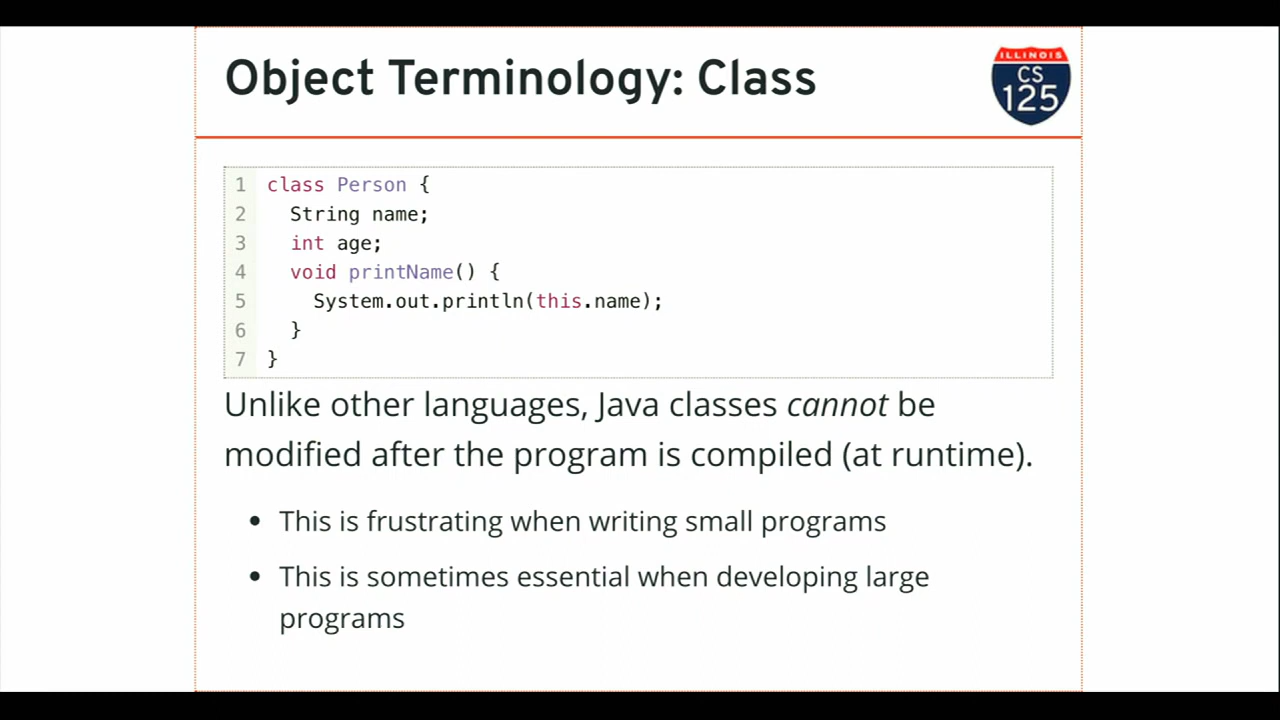 Object Terminology: Class
ILLINOIS
CS
125
1 class Person {
2   String name;
3   int age;
4   void printName() {
5     System.out.println(this.name);
6   }
7 }
Unlike other languages, Java classes cannot be
modified after the program is compiled (at runtime).
• This is frustrating when writing small programs
• This is sometimes essential when developing large
programs